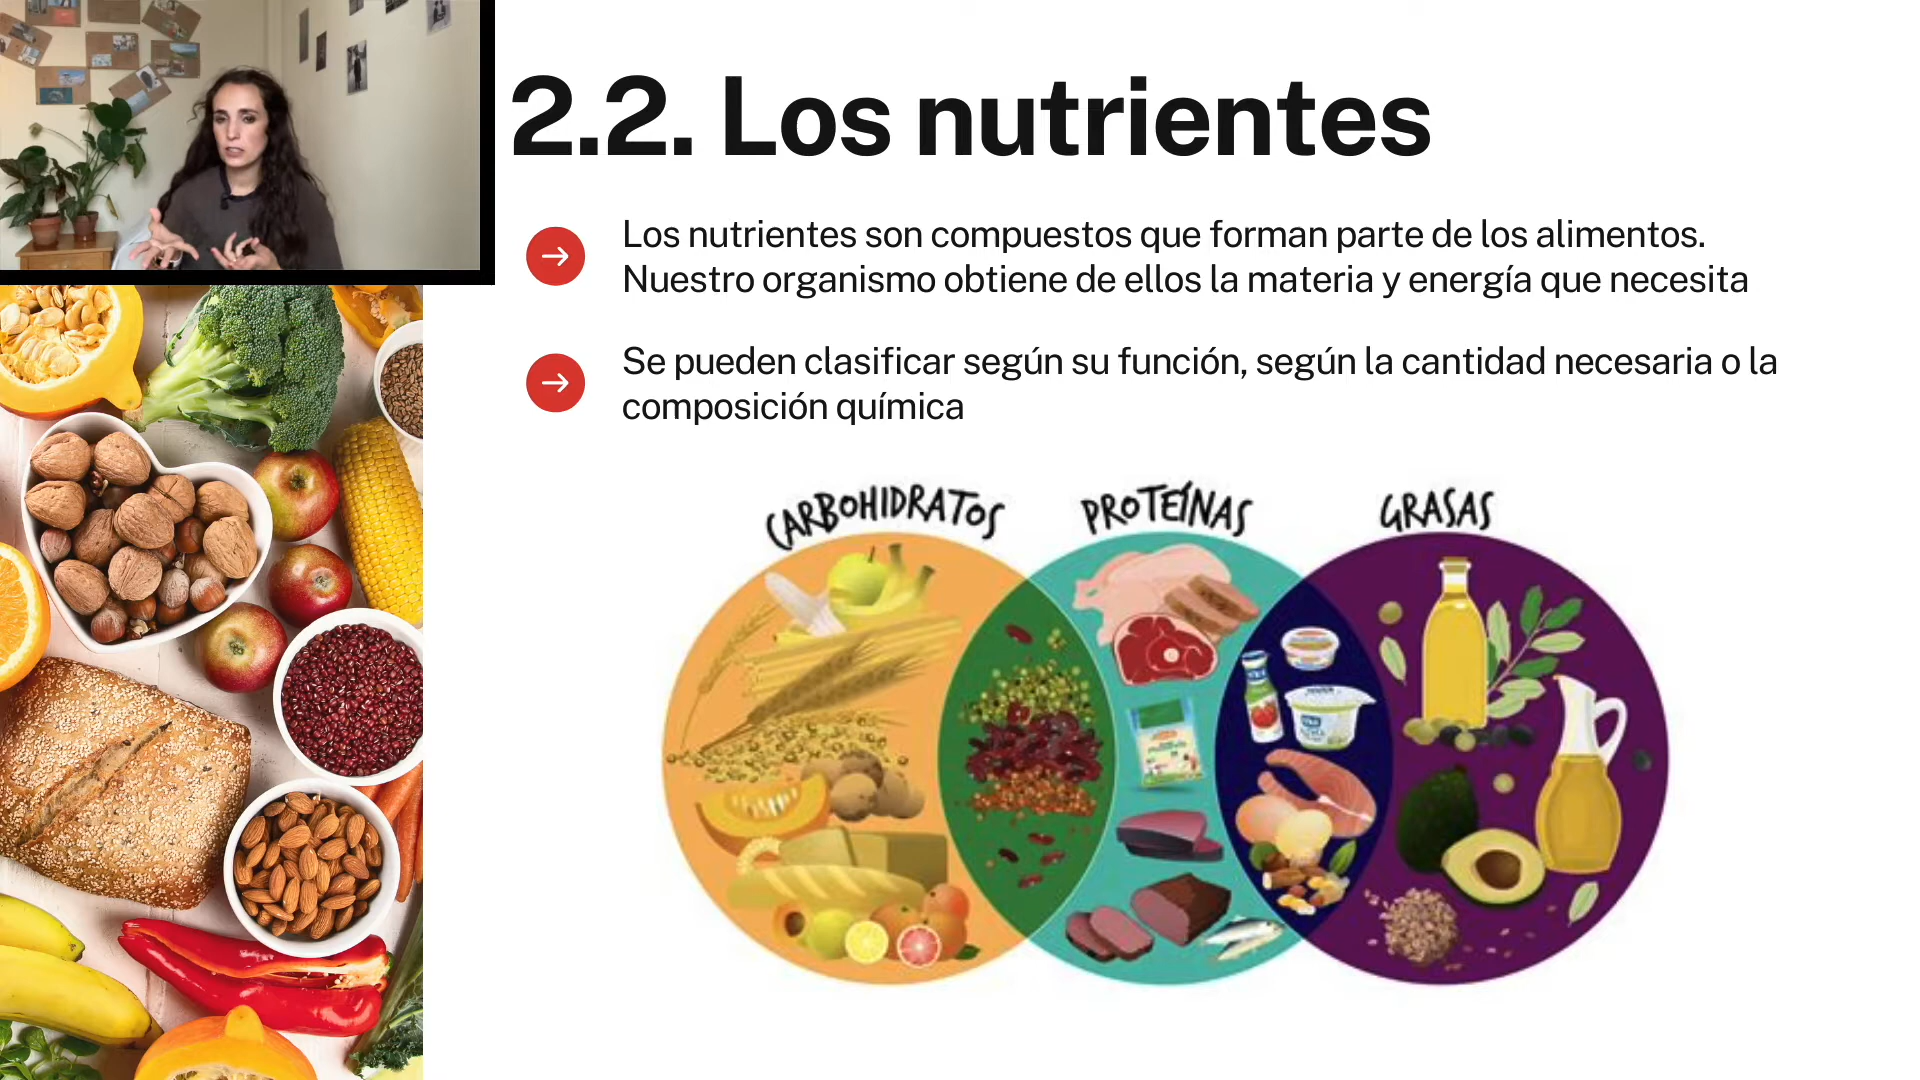 2.2. Los nutrientes
Los nutrientes son compuestos que forman parte de los alimentos.
Nuestro organismo obtiene de ellos la materia y energía que necesita
Se pueden clasificar según su función, según la cantidad necesaria o la
composición química
CARBOHIDRATOS
PROTEÍNAS
GRASAS